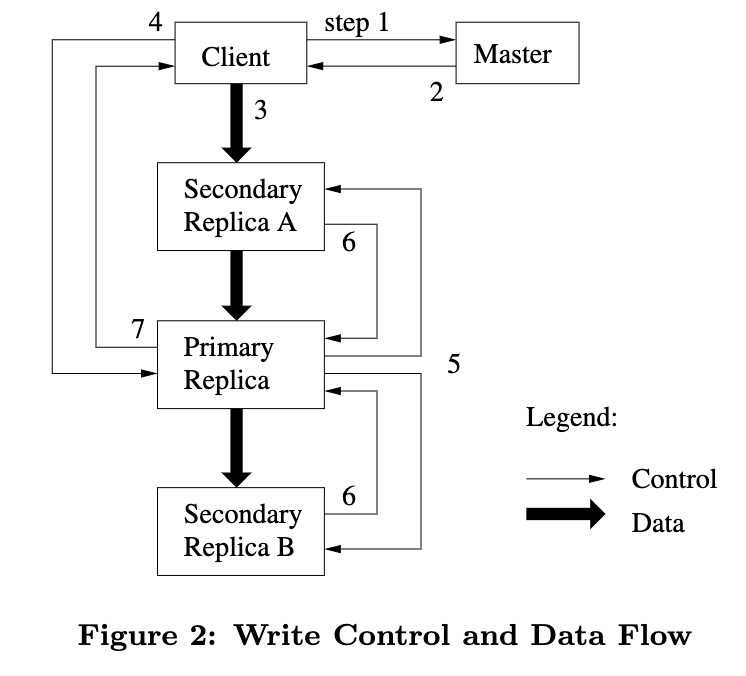 4
step 1
Client
Master
2
3
Secondary
Replica A
6
7
Primary
Replica
5
Legend:
Control
6
Secondary
Replica B
Data
Figure 2: Write Control and Data Flow